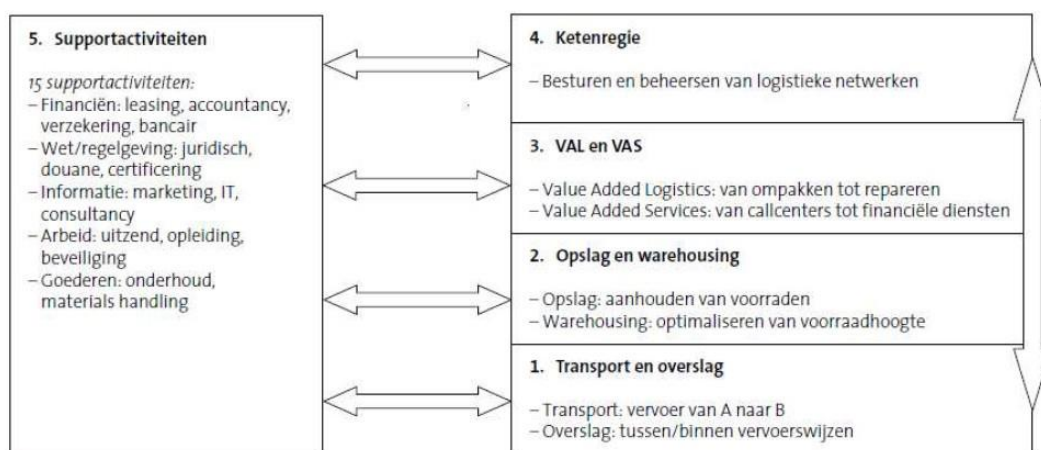 5. Supportactiviteiten
15 supportactiviteiten:
– Financiën: leasing, accountancy,
verzekering, bancair
– Wet/regelgeving: juridisch,
douane, certificering
– Informatie: marketing, IT,
consultancy
– Arbeid: uitzend, opleiding,
beveiliging
– Goederen: onderhoud,
materials handling
4. Ketenregie
– Besturen en beheersen van logistieke netwerken
3. VAL en VAS
– Value Added Logistics: van ompakken tot repareren
– Value Added Services: van callcenters tot financiële diensten
2. Opslag en warehousing
– Opslag: aanhouden van voorraden
– Warehousing: optimaliseren van voorraadhoogte
1. Transport en overslag
– Transport: vervoer van A naar B
– Overslag: tussen/binnen vervoerswijzen